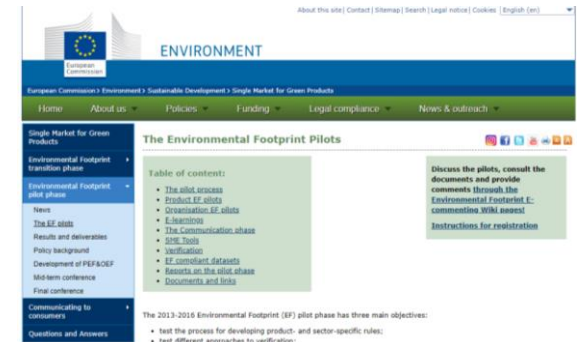 About this site | Contact | Sitemap | Search | Legal notice | Cookies | English (en)
European
Commission
ENVIRONMENT
European Commission > Environment > Sustainable Development > Single Market for Green Products
Home About us Policies Funding Legal compliance News & outreach
Single Market for Green
Products
Environmental Footprint
transition phase
Environmental Footprint
pilot phase
News
The EF pilots
Results and deliverables
Policy background
Development of PEF&OEF
Mid-term conference
Final conference
Communicating to
consumers
Questions and Answers
The Environmental Footprint Pilots
Table of content:
The pilot process
Product EF pilots
Organisation EF pilots
E-learnings
The Communication phase
SME Tools
Verification
EF compliant datasets
Reports on the pilot phase
Documents and links
Discuss the pilots, consult the
documents and provide
comments through the
Environmental Footprint E-
commenting Wiki pages!
Instructions for registration
The 2013-2016 Environmental Footprint (EF) pilot phase has three main objectives:
test the process for developing product- and sector-specific rules;
test different approaches to verification;